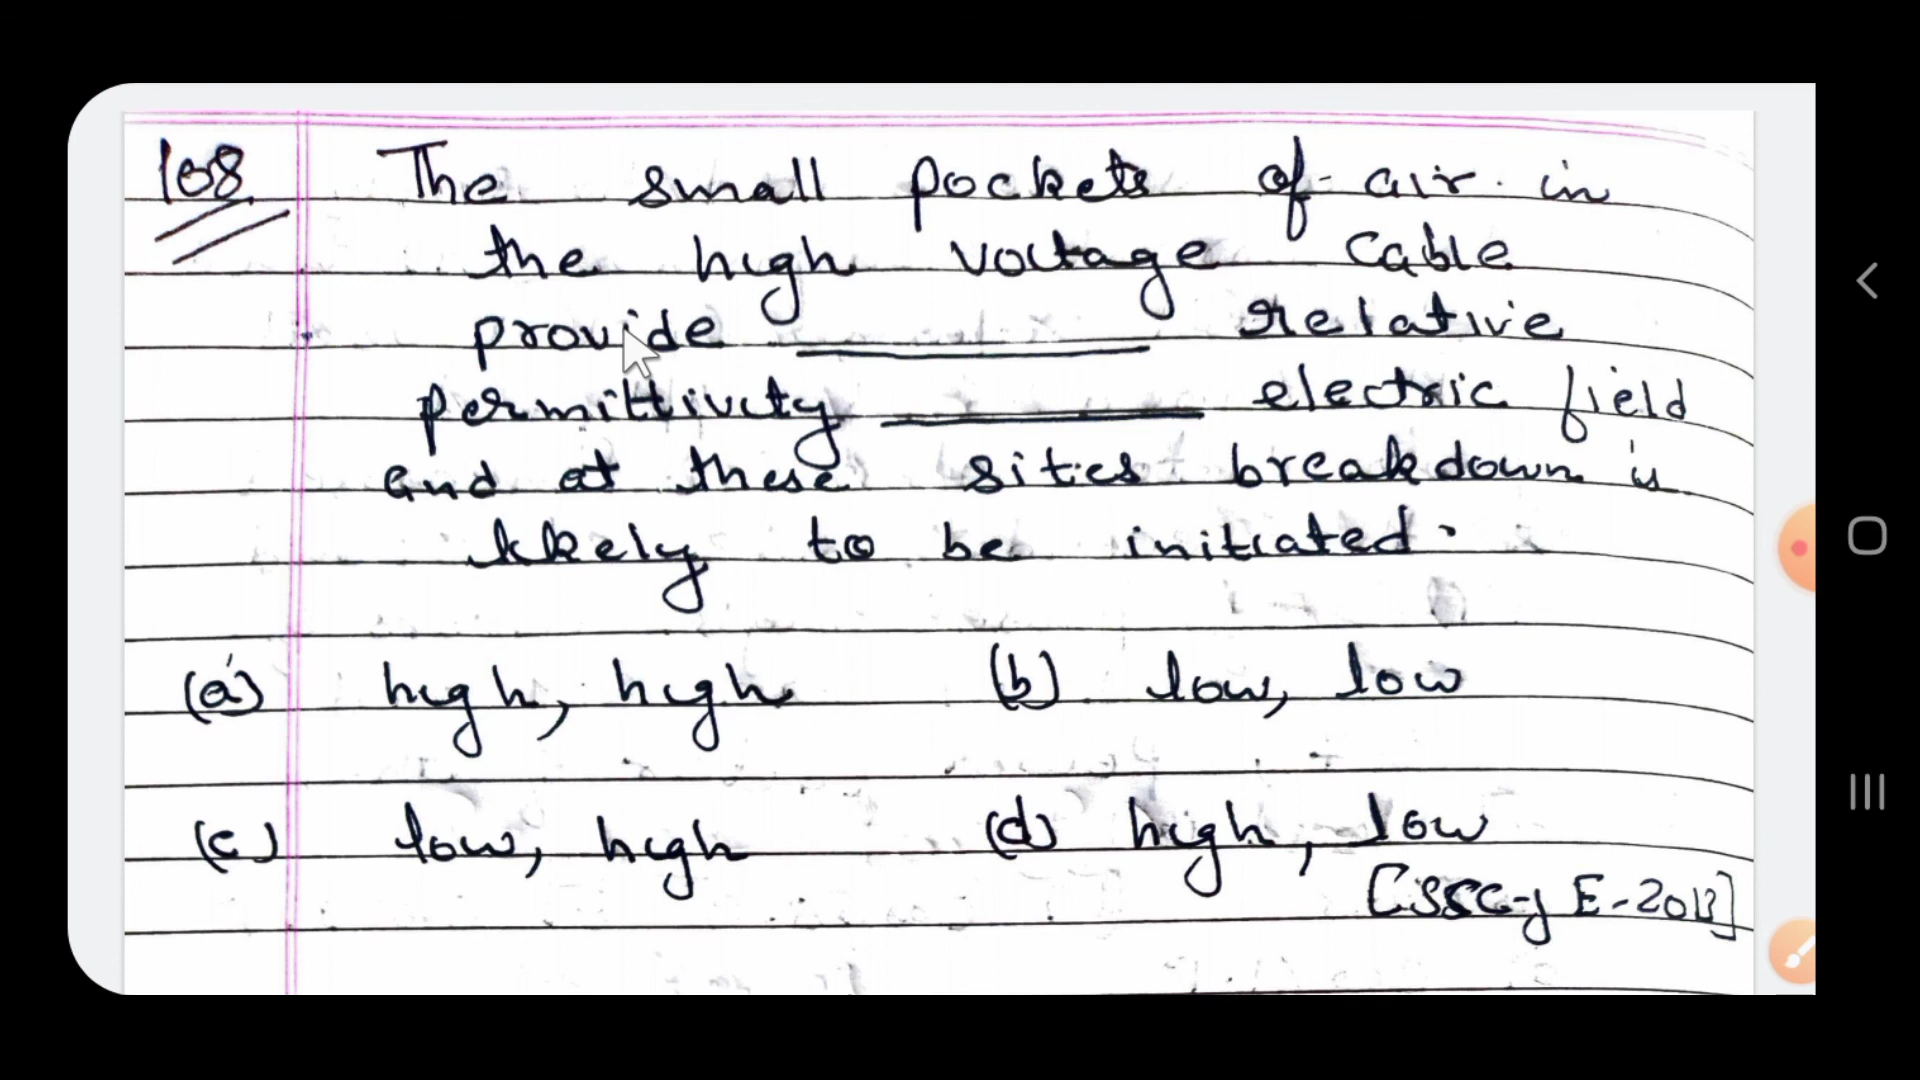 108. The small pockets of air in
the high voltage cable
provide ________ relative
permittivity ________ electric field
and at these sites breakdown is
likely to be initiated.
(a) high, high (b) low, low
(c) low, high (d) high, low
[SSC-JE-2013]